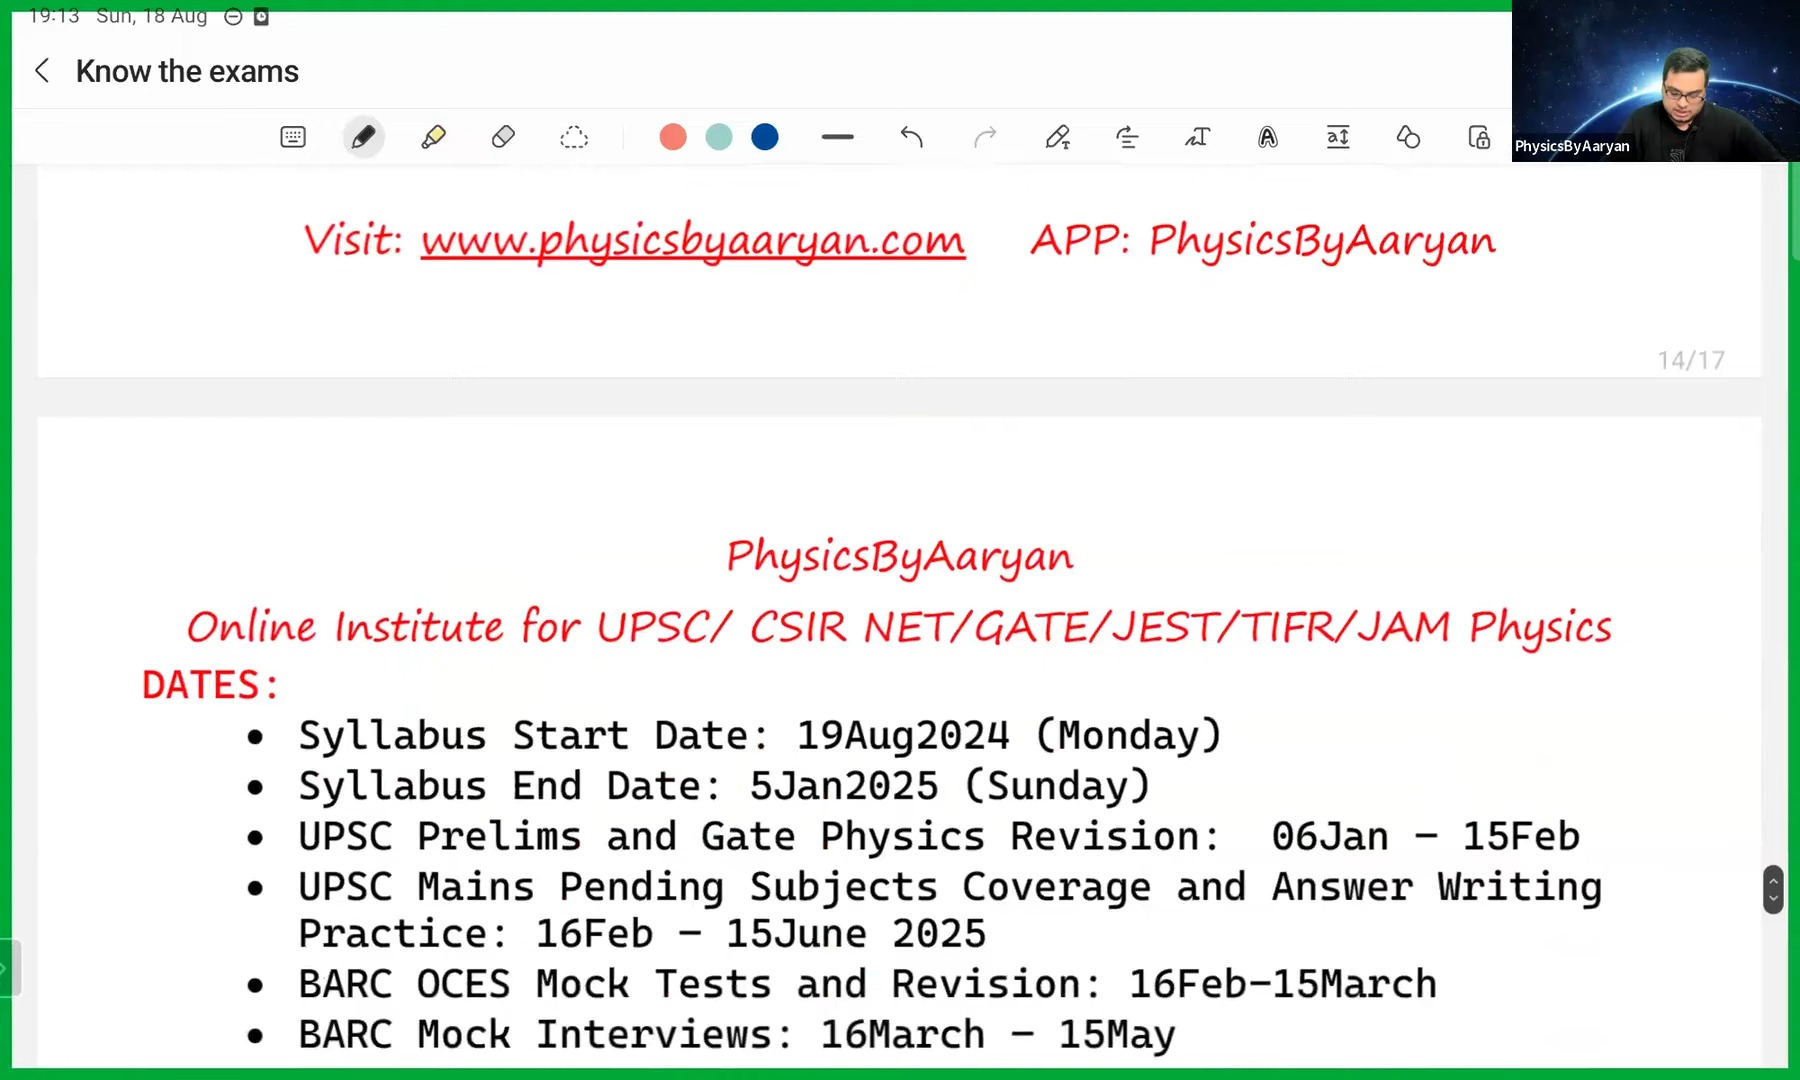 19:13 Sun, 18 Aug
Know the exams
PhysicsByAaryan
Visit: www.physicsbyaaryan.com APP: PhysicsByAaryan
14/17
PhysicsByAaryan
Online Institute for UPSC/ CSIR NET/GATE/JEST/TIFR/JAM Physics
DATES:
• Syllabus Start Date: 19Aug2024 (Monday)
• Syllabus End Date: 5Jan2025 (Sunday)
• UPSC Prelims and Gate Physics Revision: 06Jan – 15Feb
• UPSC Mains Pending Subjects Coverage and Answer Writing
Practice: 16Feb – 15June 2025
• BARC OCES Mock Tests and Revision: 16Feb–15March
• BARC Mock Interviews: 16March – 15May